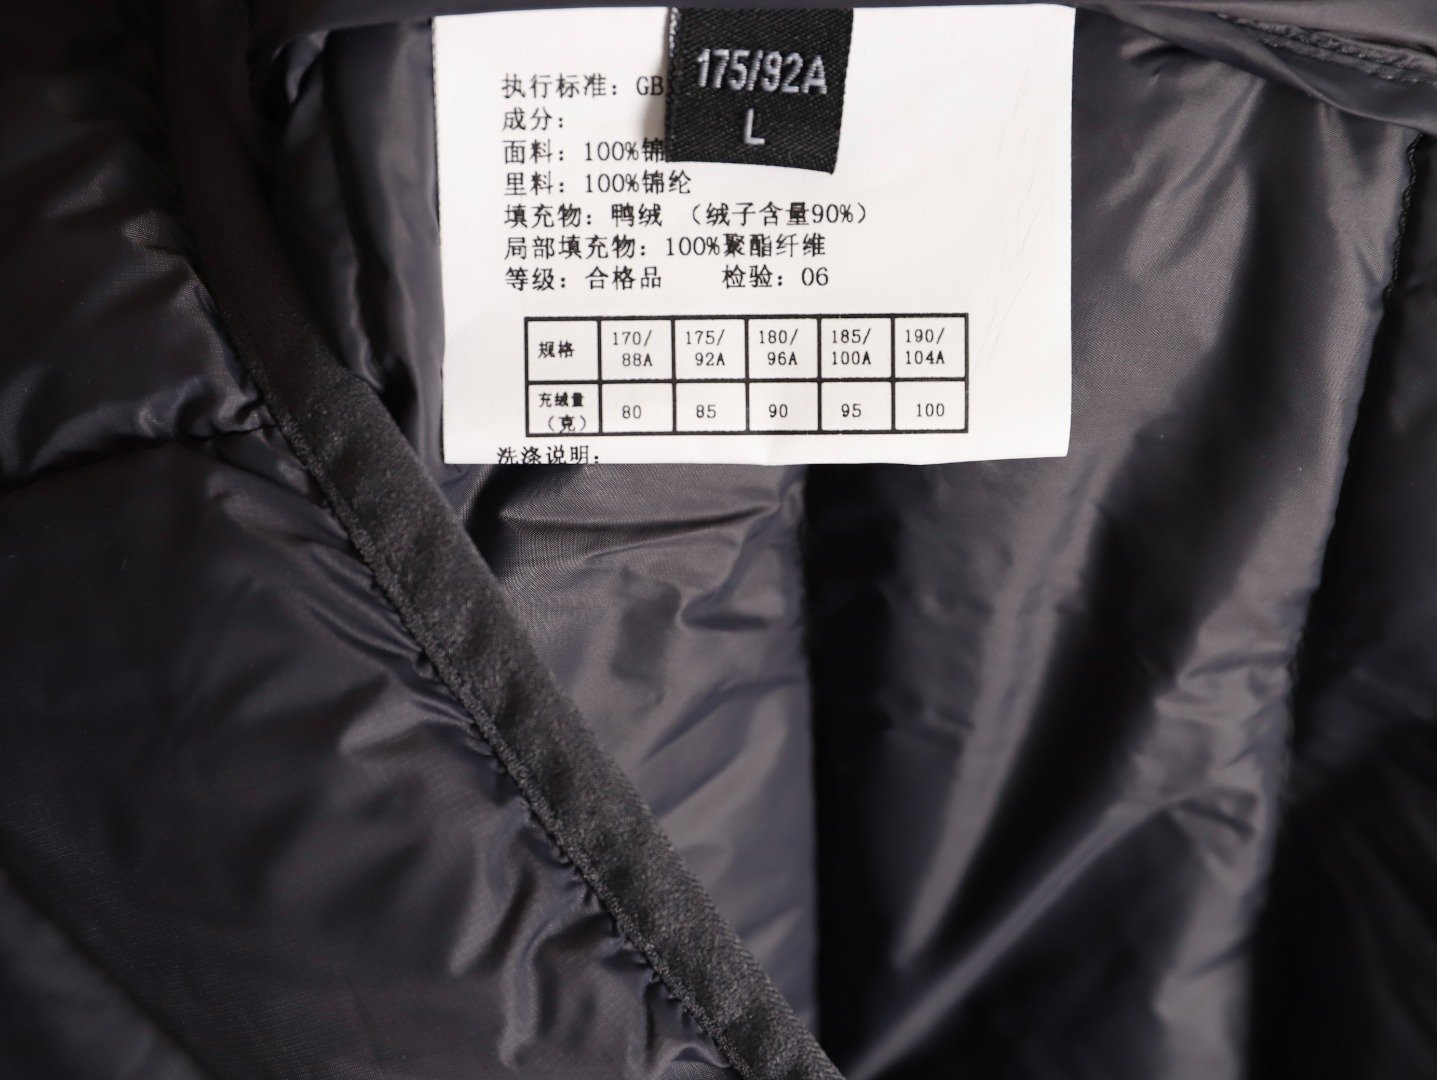 175/92A
L
执行标准：GB
成分：
面料：100%锦
里料：100%锦纶
填充物：鸭绒 （绒子含量90%）
局部填充物：100%聚酯纤维
等级：合格品 检验：06
规格 170/88A 175/92A 180/96A 185/100A 190/104A
充绒量（克） 80 85 90 95 100
洗涤说明：